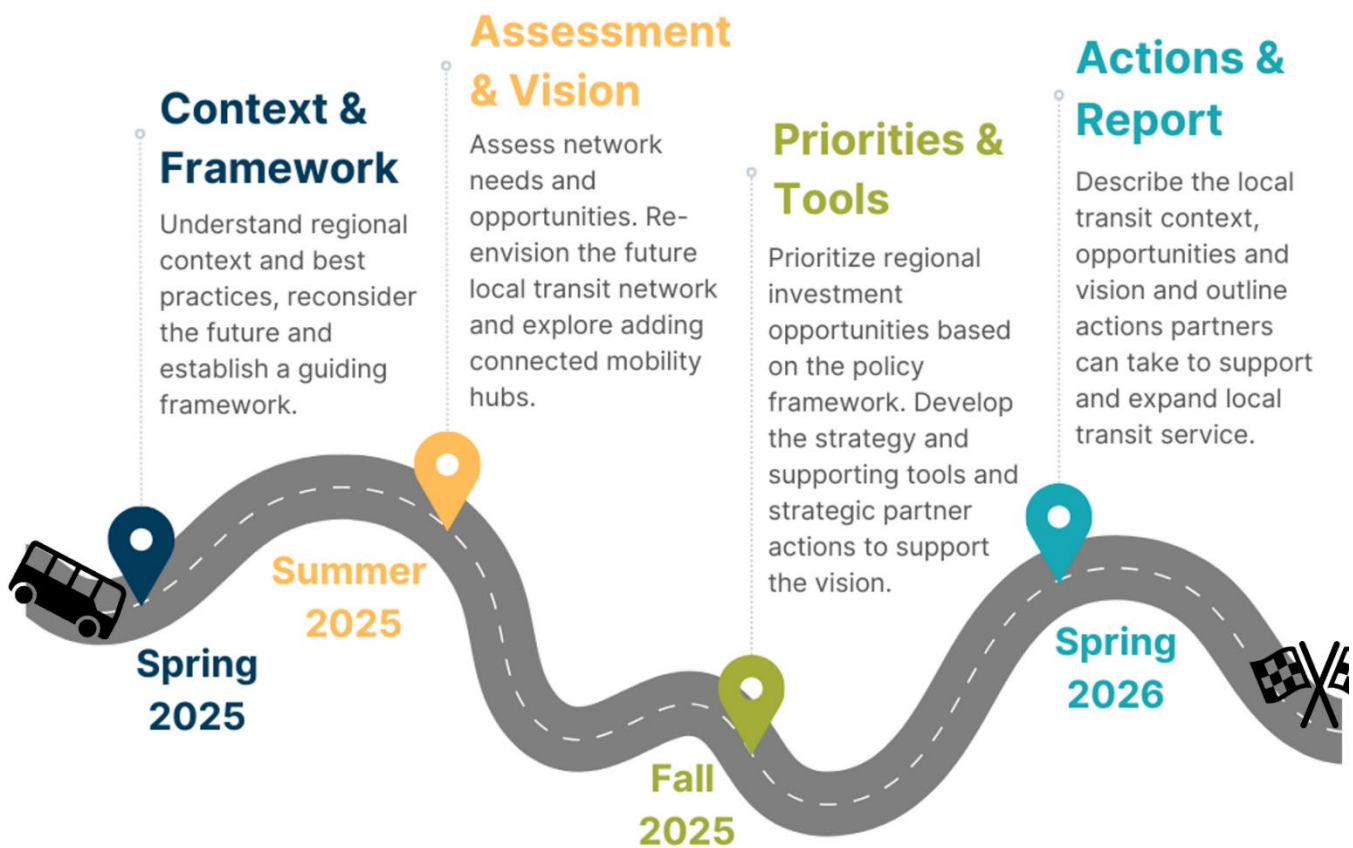 Context &
Framework
Understand regional
context and best
practices, reconsider
the future and
establish a guiding
framework.
Spring
2025
Assessment
& Vision
Assess network
needs and
opportunities. Re-
envision the future
local transit network
and explore adding
connected mobility
hubs.
Summer
2025
Priorities &
Tools
Prioritize regional
investment
opportunities based
on the policy
framework. Develop
the strategy and
supporting tools and
strategic partner
actions to support
the vision.
Fall
2025
Actions &
Report
Describe the local
transit context,
opportunities and
vision and outline
actions partners
can take to support
and expand local
transit service.
Spring
2026